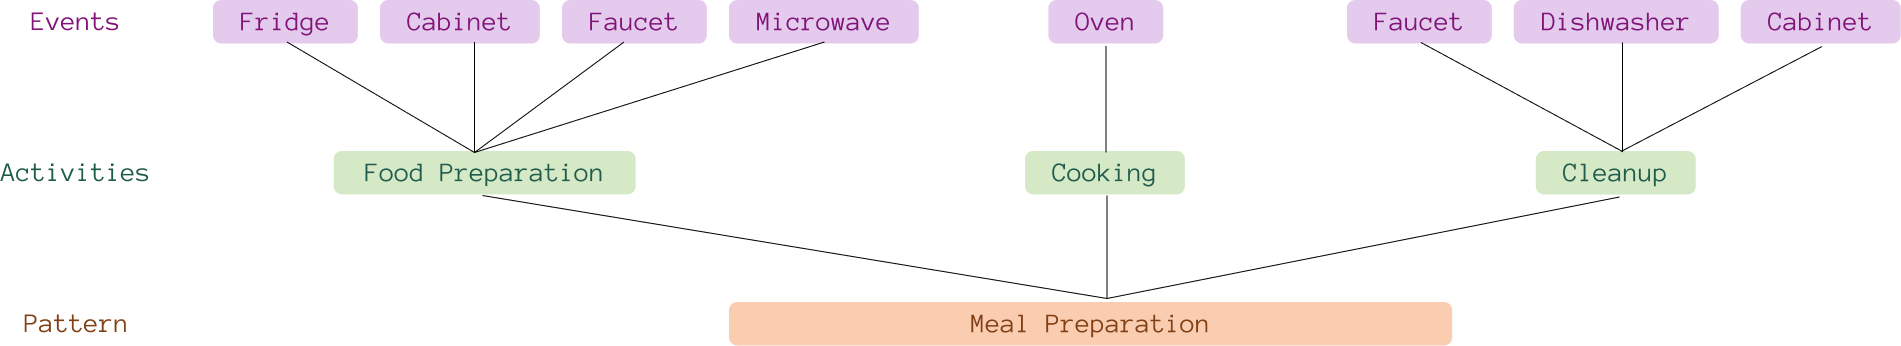 Events Fridge Cabinet Faucet Microwave Oven Faucet Dishwasher Cabinet
Activities Food Preparation Cooking Cleanup
Pattern Meal Preparation